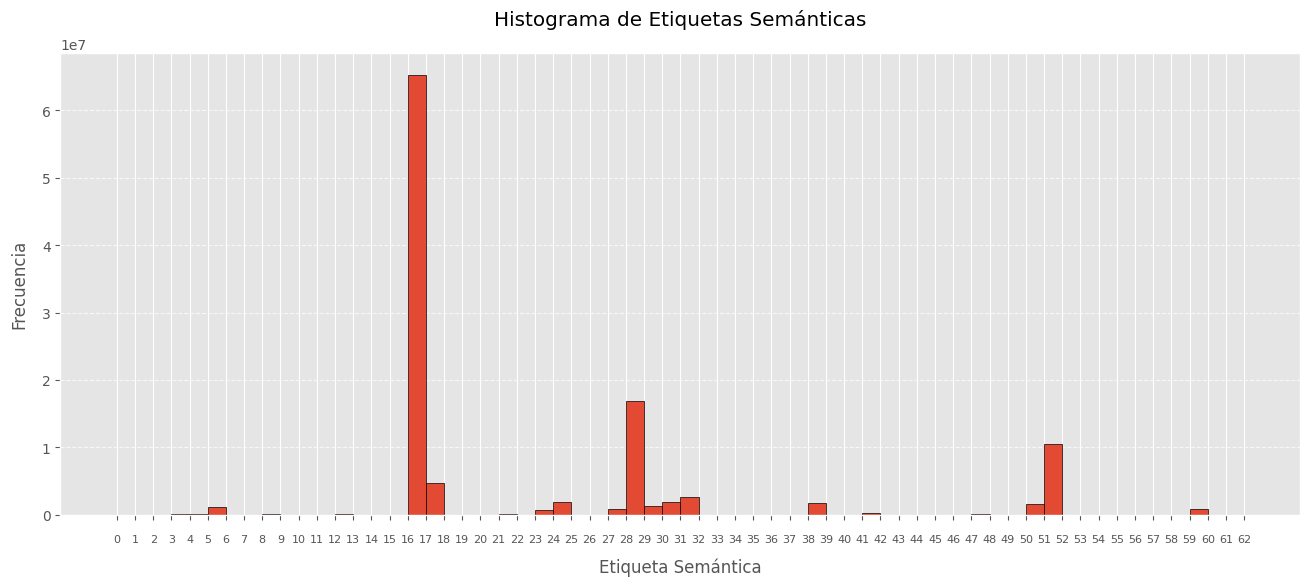 Histograma de Etiquetas Semánticas
1e7
6
5
4
3
2
1
0
Frecuencia
0 1 2 3 4 5 6 7 8 9 10 11 12 13 14 15 16 17 18 19 20 21 22 23 24 25 26 27 28 29 30 31 32 33 34 35 36 37 38 39 40 41 42 43 44 45 46 47 48 49 50 51 52 53 54 55 56 57 58 59 60 61 62
Etiqueta Semántica